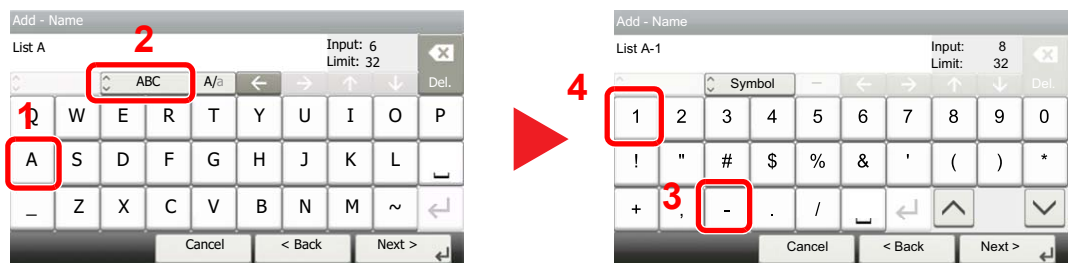 Add - Name
List A
Input: 6
Limit: 32
2
ABC
A/a
Del.
1
Q W E R T Y U I O P
A S D F G H J K L
_ Z X C V B N M ~
Cancel
< Back
Next >
Add - Name
List A-1
Input: 8
Limit: 32
4
Symbol
Del.
1 2 3 4 5 6 7 8 9 0
! " # $ % & ' ( ) *
3
+ , - . /
Cancel
< Back
Next >